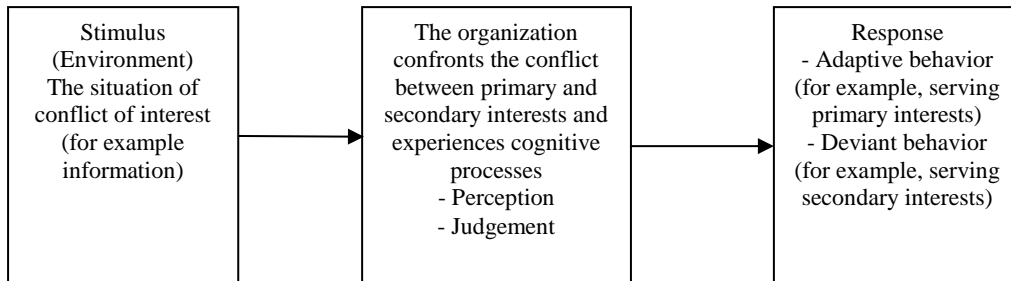 Stimulus
(Environment)
The situation of
conflict of interest
(for example
information)
The organization
confronts the conflict
between primary and
secondary interests and
experiences cognitive
processes
- Perception
- Judgement
Response
- Adaptive behavior
(for example, serving
primary interests)
- Deviant behavior
(for example, serving
secondary interests)